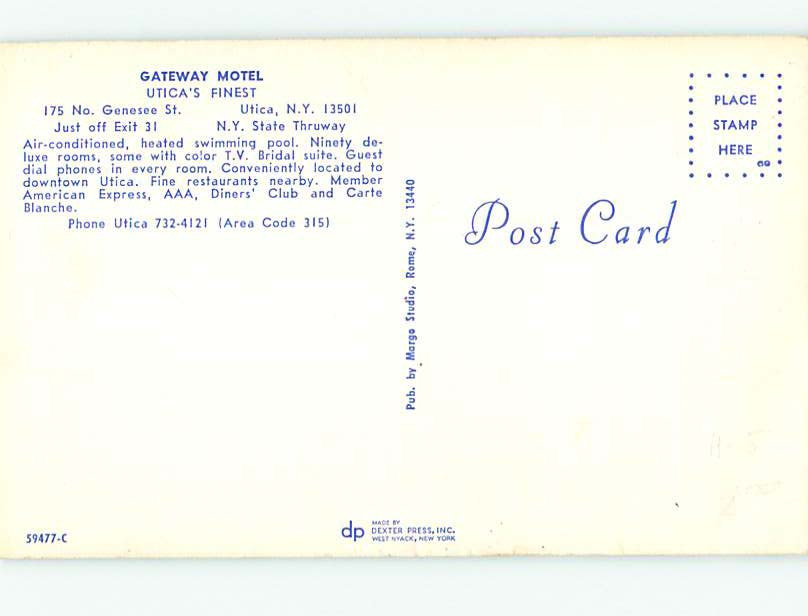 GATEWAY MOTEL
UTICA'S FINEST
175 No. Genesee St. Utica, N.Y. 13501
Just off Exit 31 N.Y. State Thruway
Air-conditioned, heated swimming pool. Ninety de-
luxe rooms, some with color T.V. Bridal suite. Guest
dial phones in every room. Conveniently located to
downtown Utica. Fine restaurants nearby. Member
American Express, AAA, Diners' Club and Carte
Blanche.
Phone Utica 732-4121 (Area Code 315)
59477-C
Pub. by Margo Studio, Rome, N.Y. 13440
dp
MADE BY
DEXTER PRESS, INC.
WEST NYACK, NEW YORK
PLACE
STAMP
HERE
Post Card